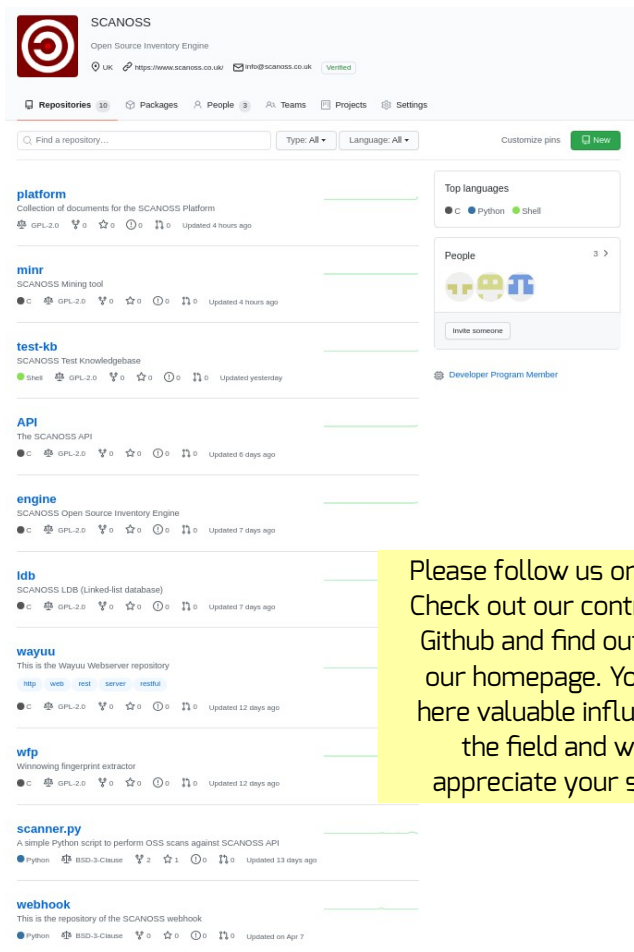 SCANOSS
Open Source Inventory Engine
UK https://www.scanoss.co.uk/ info@scanoss.co.uk Verified
Repositories 10 Packages People 3 Teams Projects Settings
Find a repository… Type: All Language: All Customize pins New
platform
Collection of documents for the SCANOSS Platform
GPL-2.0 0 0 0 0 Updated 4 hours ago
minr
SCANOSS Mining tool
C GPL-2.0 0 0 0 0 Updated 4 hours ago
test-kb
SCANOSS Test Knowledgebase
Shell GPL-2.0 0 0 0 0 Updated yesterday
API
The SCANOSS API
C GPL-2.0 0 0 0 0 Updated 6 days ago
engine
SCANOSS Open Source Inventory Engine
C GPL-2.0 0 0 0 0 Updated 7 days ago
ldb
SCANOSS LDB (Linked-list database)
C GPL-2.0 0 0 0 0 Updated 7 days ago
wayuu
This is the Wayuu Webserver repository
http web rest server restful
C GPL-2.0 0 0 0 0 Updated 12 days ago
wfp
Winnowing fingerprint extractor
C GPL-2.0 0 0 0 0 Updated 12 days ago
scanner.py
A simple Python script to perform OSS scans against SCANOSS API
Python BSD-3-Clause 2 1 0 0 Updated 13 days ago
webhook
This is the repository of the SCANOSS webhook
Python BSD-3-Clause 0 0 0 0 Updated on Apr 7
Top languages
C Python Shell
People 3
Invite someone
Developer Program Member
Please follow us on
Check out our
Github and find
our homepage.
here valuable
the field and
appreciate your